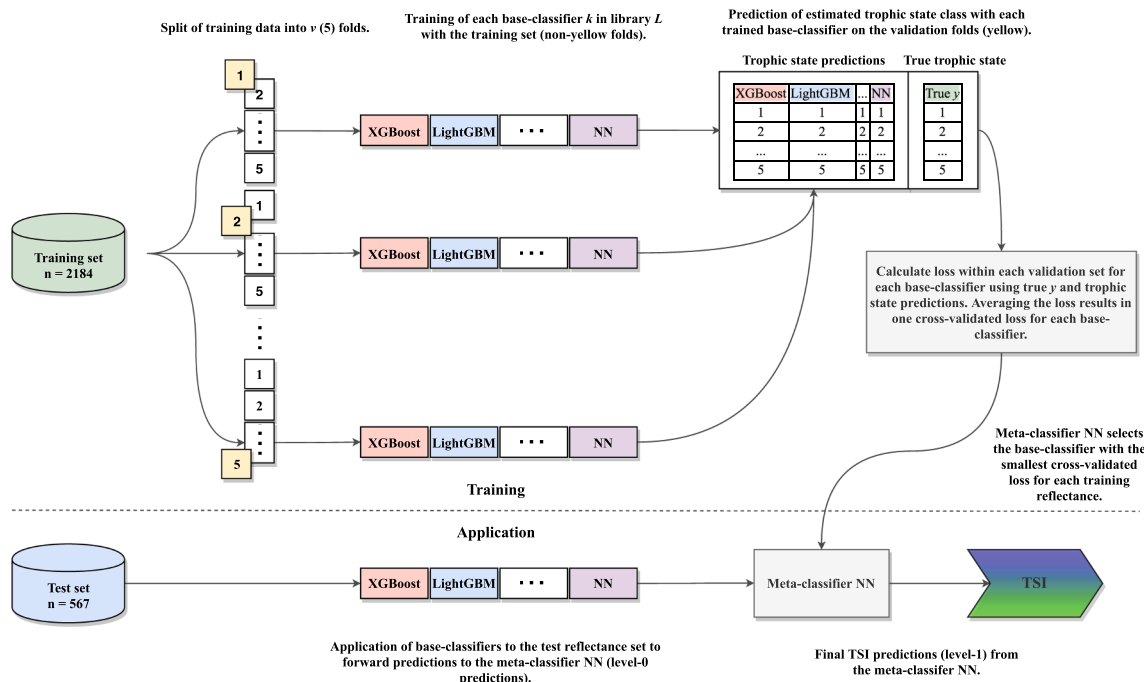 Split of training data into v (5) folds.
Training of each base-classifier k in library L
with the training set (non-yellow folds).
Prediction of estimated trophic state class with each
trained base-classifier on the validation folds (yellow).
Trophic state predictions
True trophic state
XGBoost LightGBM ... NN
1 1 1 1
2 2 2 2
... ... ... ...
5 5 5 5
True y
1
2
...
5
1
2
5
XGBoost LightGBM ... NN
1
2
5
XGBoost LightGBM ... NN
Training set
n = 2184
1
2
5
XGBoost LightGBM ... NN
Calculate loss within each validation set for
each base-classifier using true y and trophic
state predictions. Averaging the loss results in
one cross-validated loss for each base-
classifier.
Meta-classifier NN selects
the base-classifier with the
smallest cross-validated
loss for each training
reflectance.
Training
Application
Test set
n = 567
XGBoost LightGBM ... NN
Meta-classifier NN
TSI
Application of base-classifiers to the test reflectance set to
forward predictions to the meta-classifier NN (level-0
predictions).
Final TSI predictions (level-1) from
the meta-classifer NN.